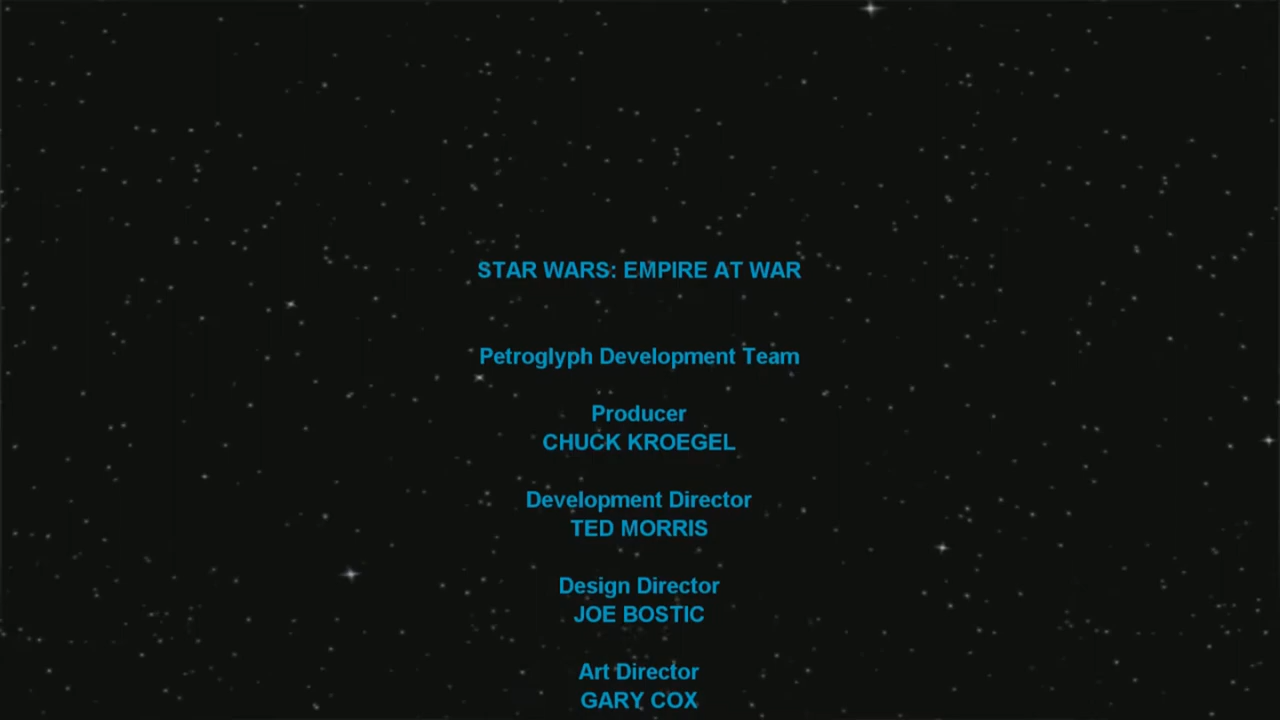 STAR WARS: EMPIRE AT WAR
Petroglyph Development Team
Producer
CHUCK KROEGEL
Development Director
TED MORRIS
Design Director
JOE BOSTIC
Art Director
GARY COX